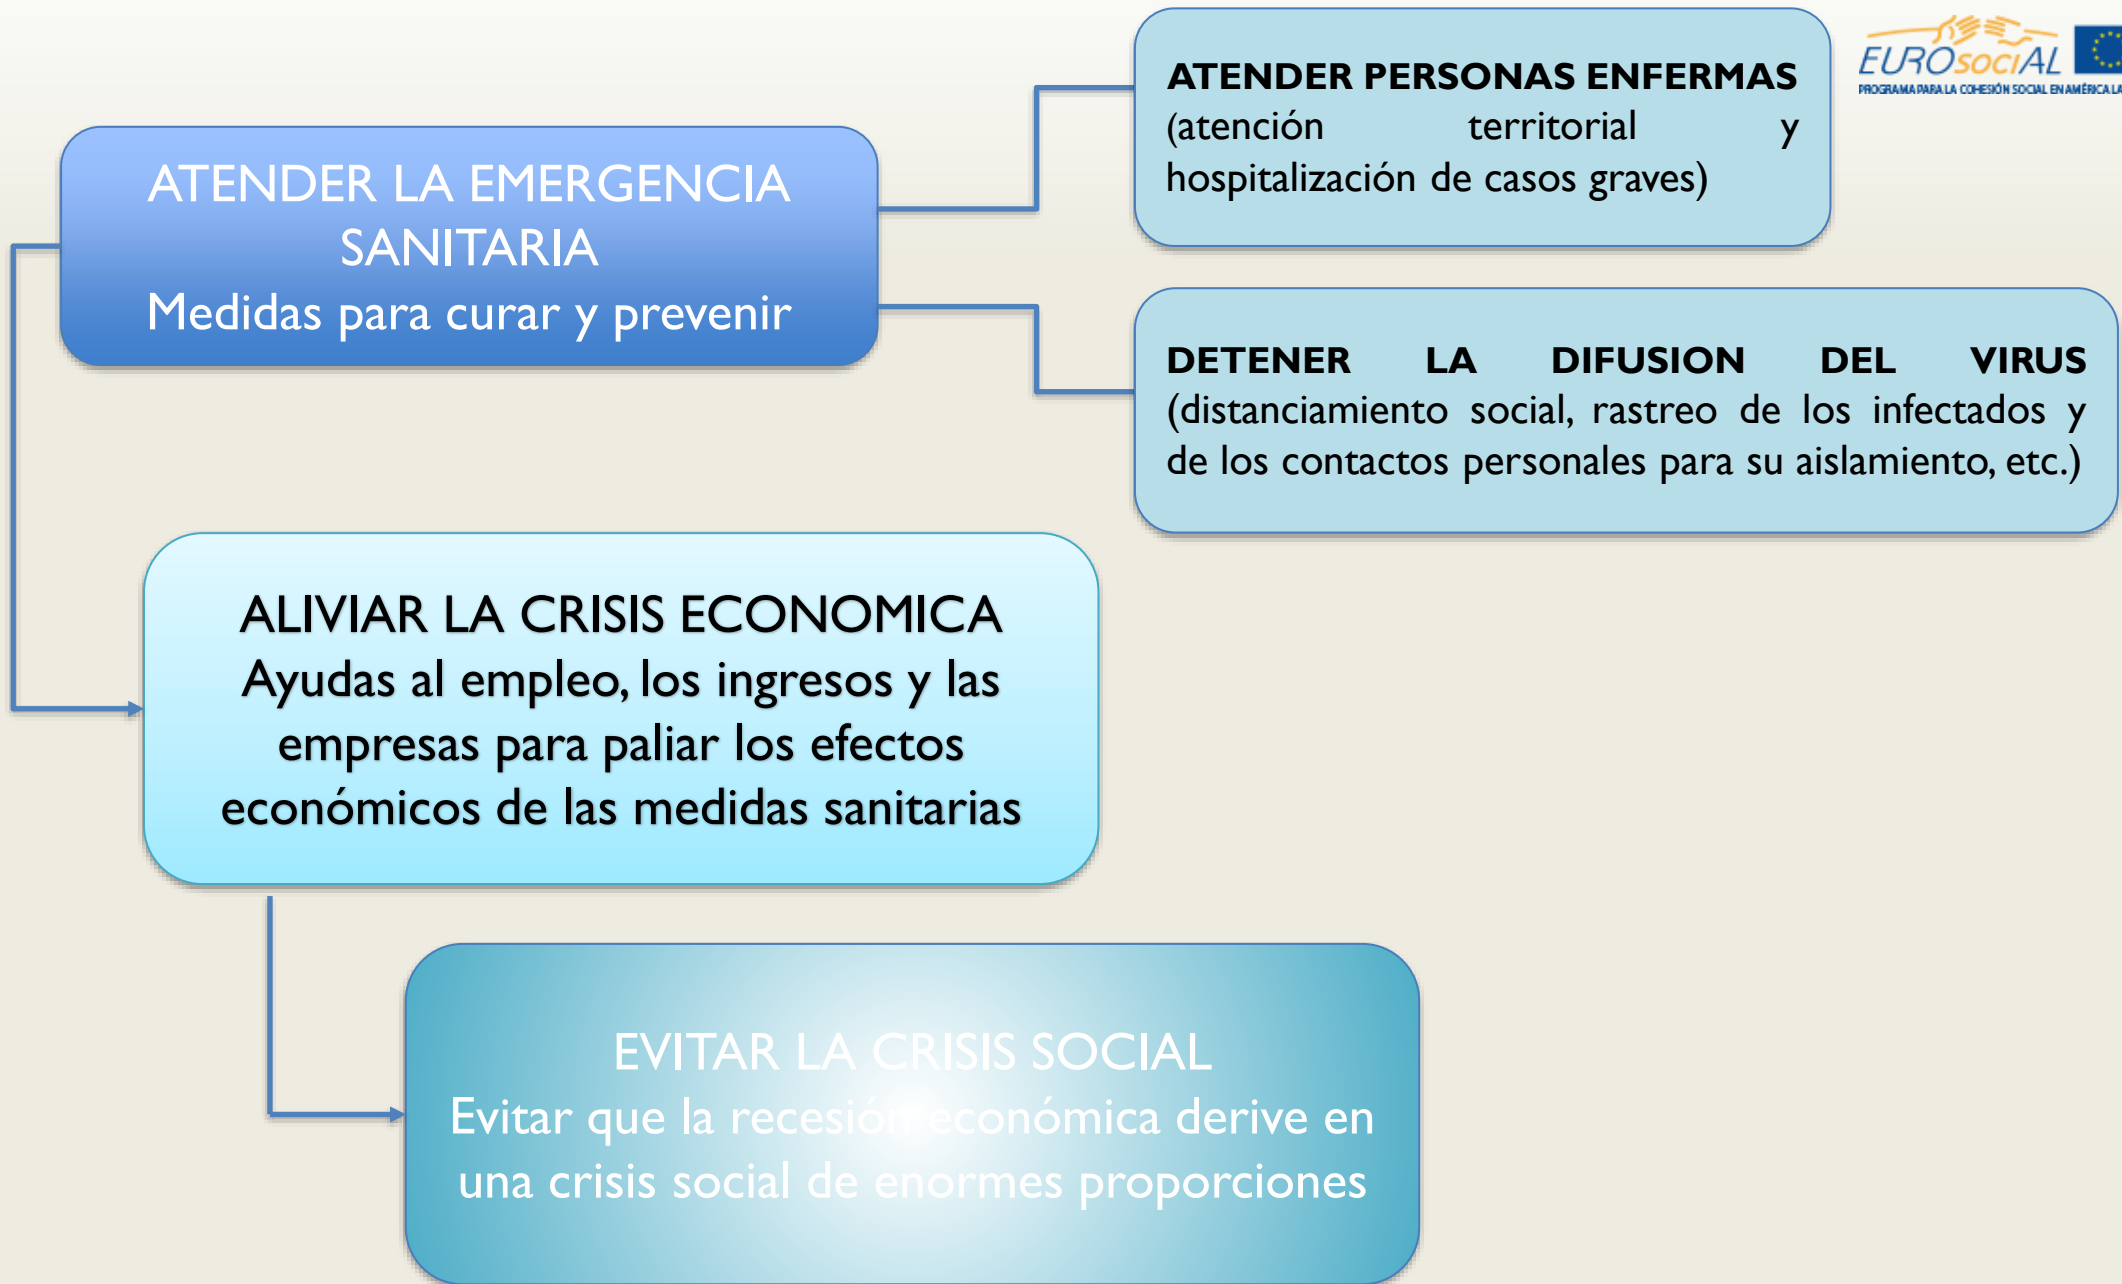 EUROsociAL
PROGRAMA PARA LA COHESIÓN SOCIAL EN AMÉRICA LA
ATENDER PERSONAS ENFERMAS
(atención territorial y
hospitalización de casos graves)
ATENDER LA EMERGENCIA
SANITARIA
Medidas para curar y prevenir
DETENER LA DIFUSION DEL VIRUS
(distanciamiento social, rastreo de los infectados y
de los contactos personales para su aislamiento, etc.)
ALIVIAR LA CRISIS ECONOMICA
Ayudas al empleo, los ingresos y las
empresas para paliar los efectos
económicos de las medidas sanitarias
EVITAR LA CRISIS SOCIAL
Evitar que la recesión económica derive en
una crisis social de enormes proporciones